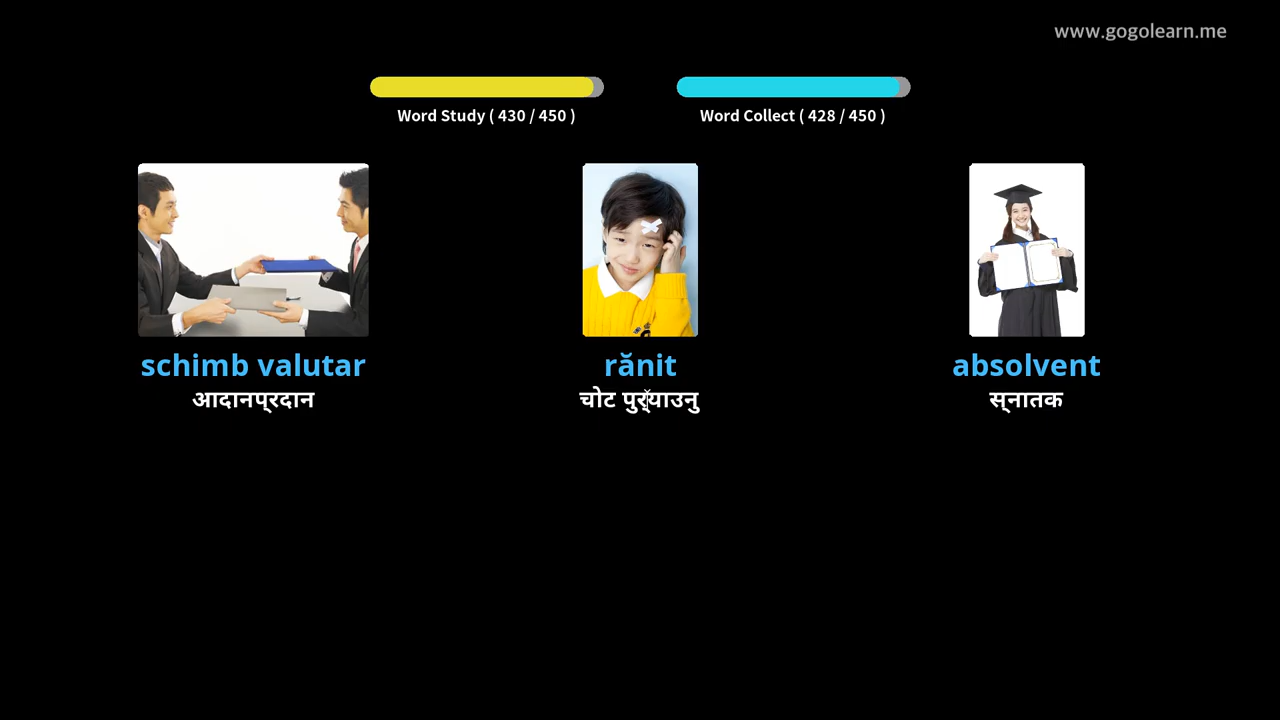 www.gogolearn.me
Word Study ( 430 / 450 )
Word Collect ( 428 / 450 )
schimb valutar
आदानप्रदान
rănit
चोट पुर्‍याउनु
absolvent
स्नातक